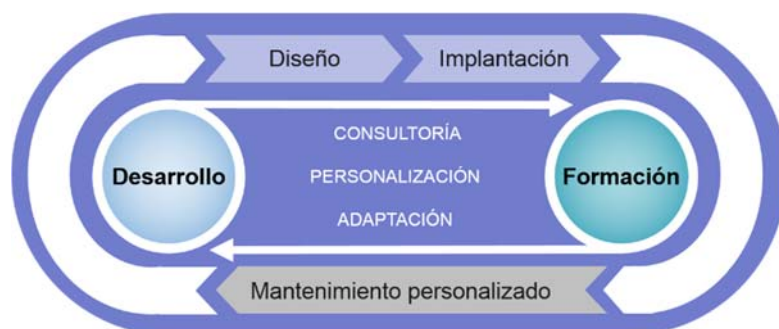 Diseño
Implantación
CONSULTORÍA
Desarrollo
PERSONALIZACIÓN
Formación
ADAPTACIÓN
Mantenimiento personalizado